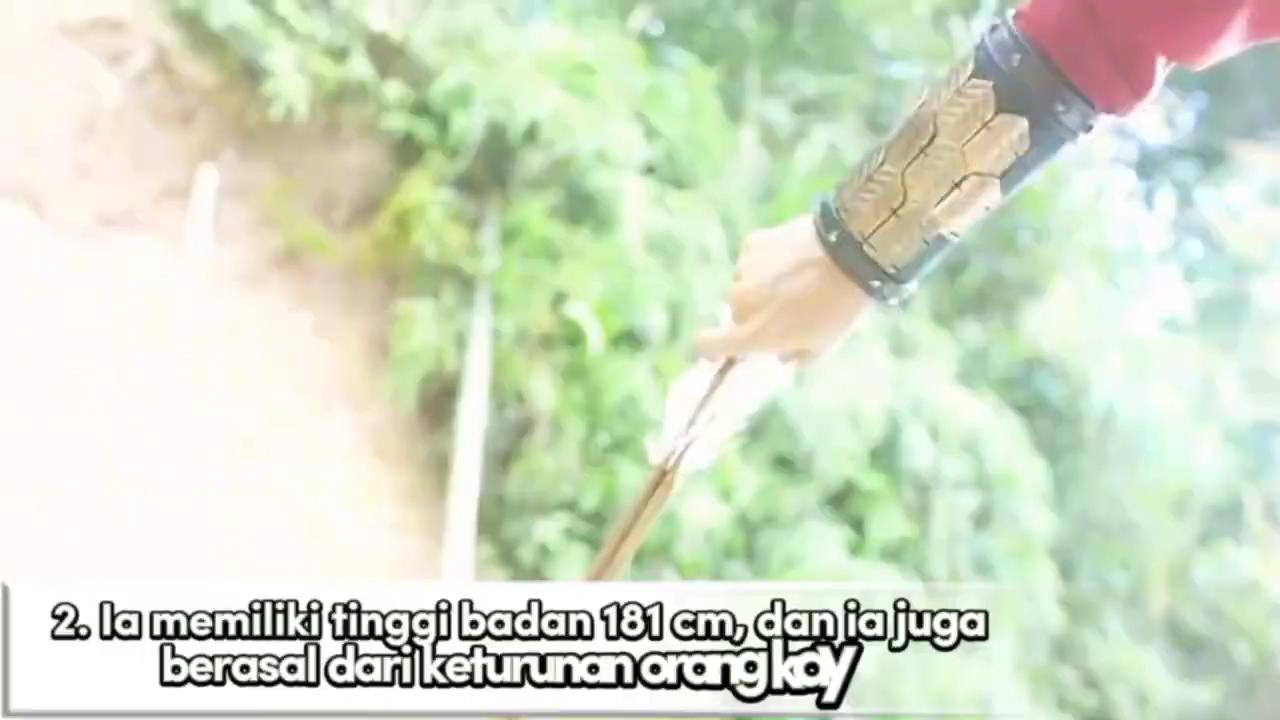 2. Ia memiliki tinggi badan 181 cm, dan ia juga
berasal dari keturunan orang kay